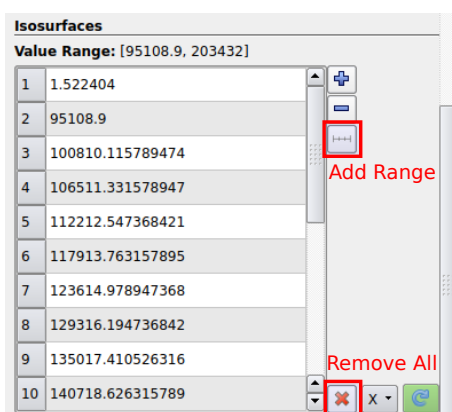 Isosurfaces
Value Range: [95108.9, 203432]
1 1.522404
2 95108.9
3 100810.115789474
4 106511.331578947
5 112212.547368421
6 117913.763157895
7 123614.978947368
8 129316.194736842
9 135017.410526316
10 140718.626315789
Add Range
Remove All
X